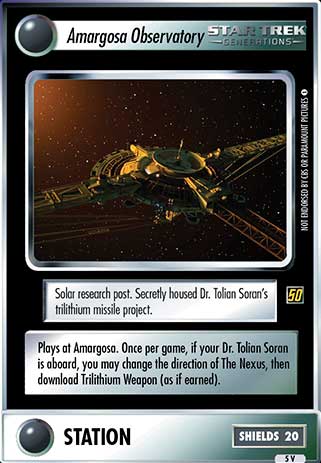 Amargosa Observatory
STAR TREK
GENERATIONS
NOT ENDORSED BY CBS OR PARAMOUNT PICTURES
Solar research post. Secretly housed Dr. Tolian Soran's
trilithium missile project.
50
Plays at Amargosa. Once per game, if your Dr. Tolian Soran
is aboard, you may change the direction of The Nexus, then
download Trilithium Weapon (as if earned).
STATION
SHIELDS 20
5 V